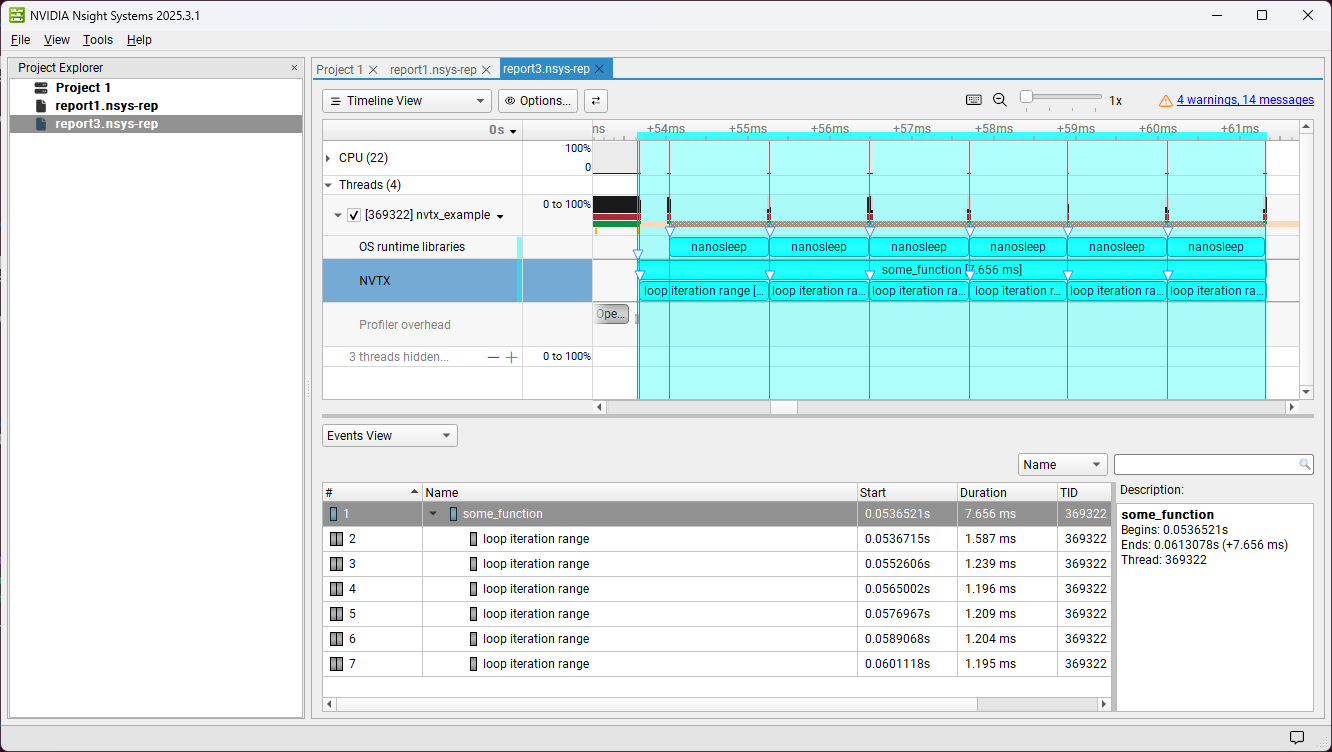 NVIDIA Nsight Systems 2025.3.1
File View Tools Help
Project Explorer
Project 1
report1.nsys-rep
report3.nsys-rep
Project 1 report1.nsys-rep report3.nsys-rep
Timeline View Options... 1x 4 warnings, 14 messages
0s ns +54ms +55ms +56ms +57ms +58ms +59ms +60ms +61ms
CPU (22) 100%
0
Threads (4)
[369322] nvtx_example 0 to 100%
OS runtime libraries nanosleep nanosleep nanosleep nanosleep nanosleep nanosleep
some_function [7.656 ms]
NVTX
loop iteration range [... loop iteration ra... loop iteration ra... loop iteration r... loop iteration ra... loop iteration ra...
Ope...
Profiler overhead
3 threads hidden... 0 to 100%
Events View
Name
# Name Start Duration TID
1 some_function 0.0536521s 7.656 ms 369322
2 loop iteration range 0.0536715s 1.587 ms 369322
3 loop iteration range 0.0552606s 1.239 ms 369322
4 loop iteration range 0.0565002s 1.196 ms 369322
5 loop iteration range 0.0576967s 1.209 ms 369322
6 loop iteration range 0.0589068s 1.204 ms 369322
7 loop iteration range 0.0601118s 1.195 ms 369322
Description:
some_function
Begins: 0.0536521s
Ends: 0.0613078s (+7.656 ms)
Thread: 369322